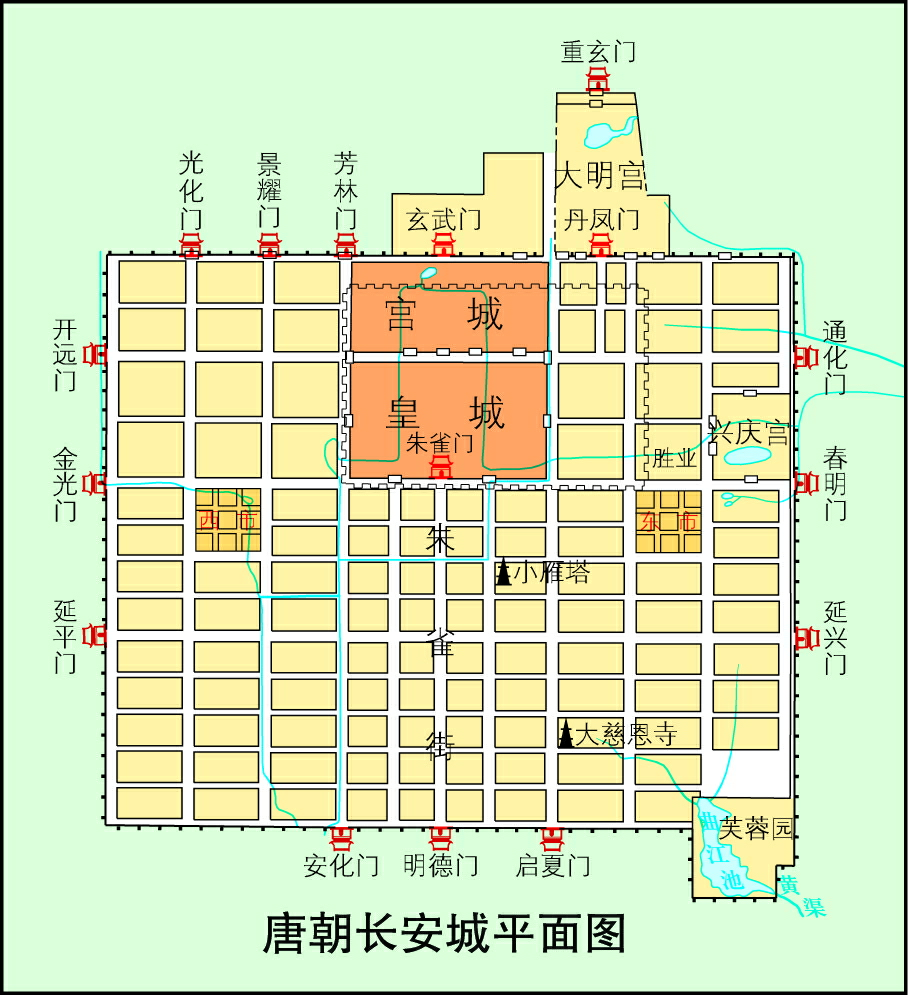 重玄门
大明宫
光化门
景耀门
芳林门
玄武门
丹凤门
宫城
开远门
通化门
皇城
朱雀门
兴庆宫
胜业
金光门
春明门
西市
东市
朱雀街
小雁塔
延平门
延兴门
大慈恩寺
芙蓉园
曲江池
黄渠
安化门
明德门
启夏门
唐朝长安城平面图